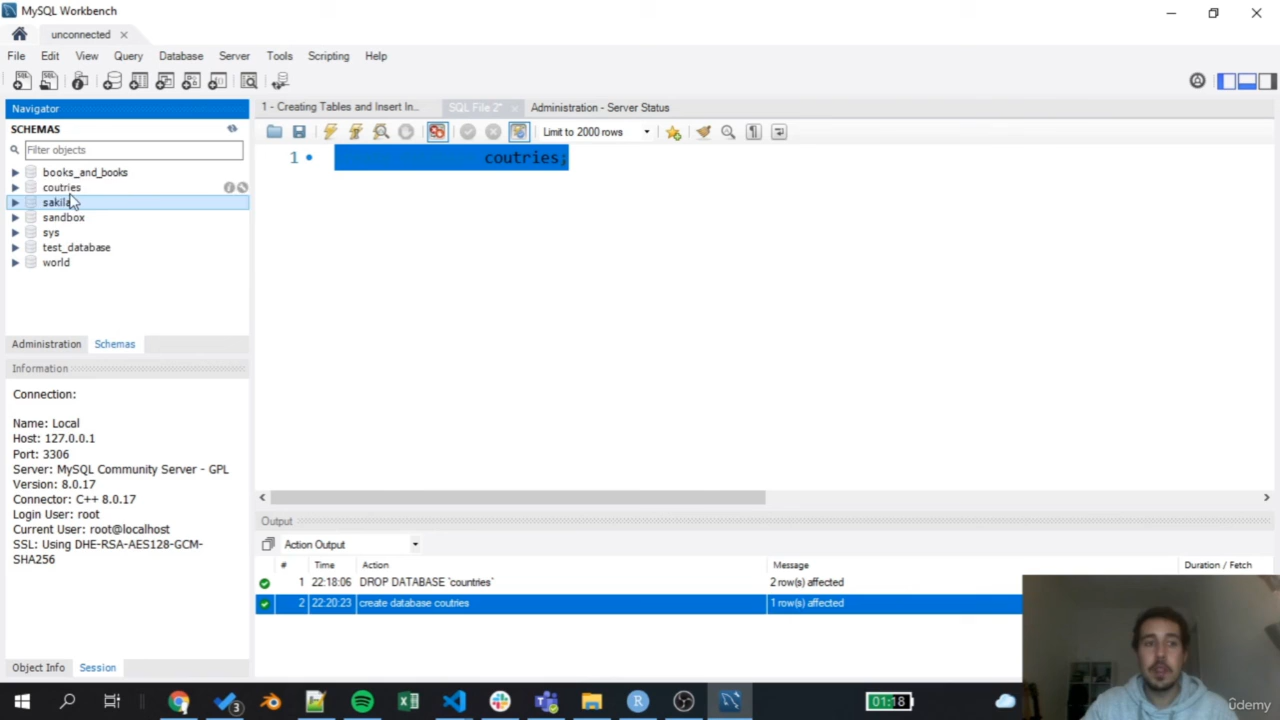 MySQL Workbench
unconnected
File Edit View Query Database Server Tools Scripting Help
Navigator
SCHEMAS
Filter objects
books_and_books
coutries
sakila
sandbox
sys
test_database
world
Administration Schemas
Information
Connection:
Name: Local
Host: 127.0.0.1
Port: 3306
Server: MySQL Community Server - GPL
Version: 8.0.17
Connector: C++ 8.0.17
Login User: root
Current User: root@localhost
SSL: Using DHE-RSA-AES128-GCM-
SHA256
Object Info Session
1 - Creating Tables and Insert In... SQL File 2* Administration - Server Status
Limit to 2000 rows
1 coutries;
Output
Action Output
# Time Action Message Duration / Fetch
1 22:18:06 DROP DATABASE `countries` 2 row(s) affected
2 22:20:23 create database coutries 1 row(s) affected
3
01:18
ûdemy